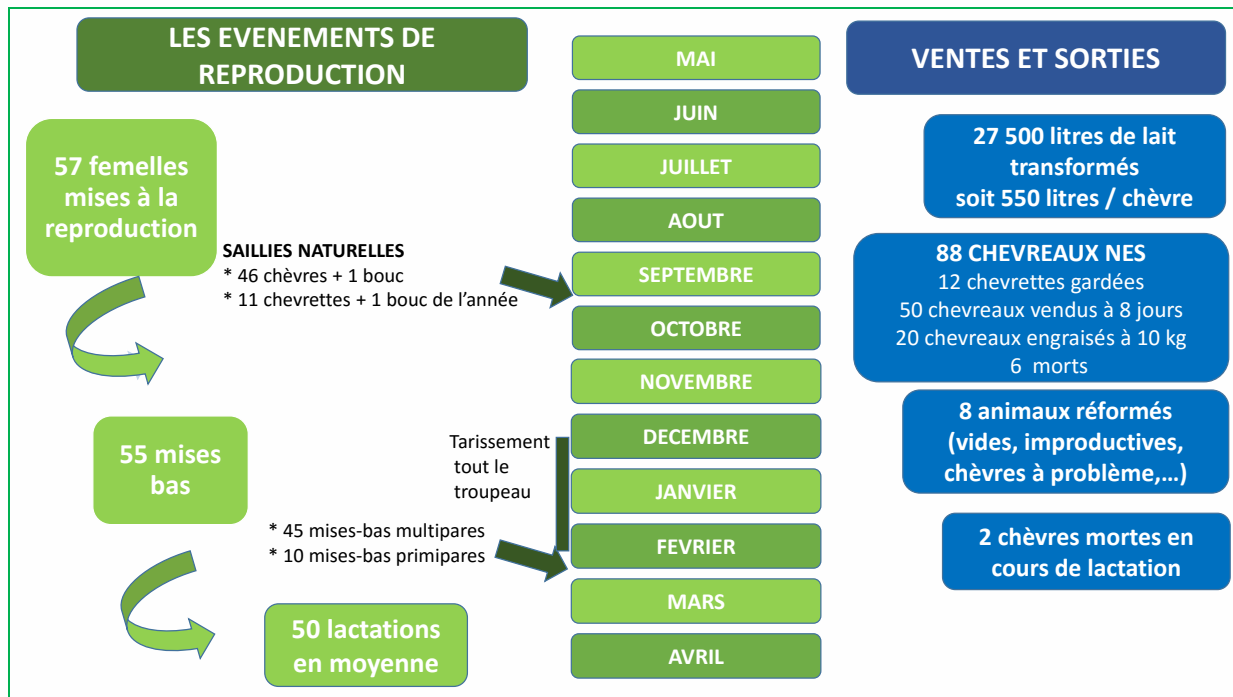 LES EVENEMENTS DE
REPRODUCTION
57 femelles
mises à la
reproduction
SAILLIES NATURELLES
* 46 chèvres + 1 bouc
* 11 chevrettes + 1 bouc de l'année
55 mises
bas
Tarissement
tout le
troupeau
* 45 mises-bas multipares
* 10 mises-bas primipares
50 lactations
en moyenne
MAI
JUIN
JUILLET
AOUT
SEPTEMBRE
OCTOBRE
NOVEMBRE
DECEMBRE
JANVIER
FEVRIER
MARS
AVRIL
VENTES ET SORTIES
27 500 litres de lait
transformés
soit 550 litres / chèvre
88 CHEVREAUX NES
12 chevrettes gardées
50 chevreaux vendus à 8 jours
20 chevreaux engraisés à 10 kg
6 morts
8 animaux réformés
(vides, improductives,
chèvres à problème,…)
2 chèvres mortes en
cours de lactation